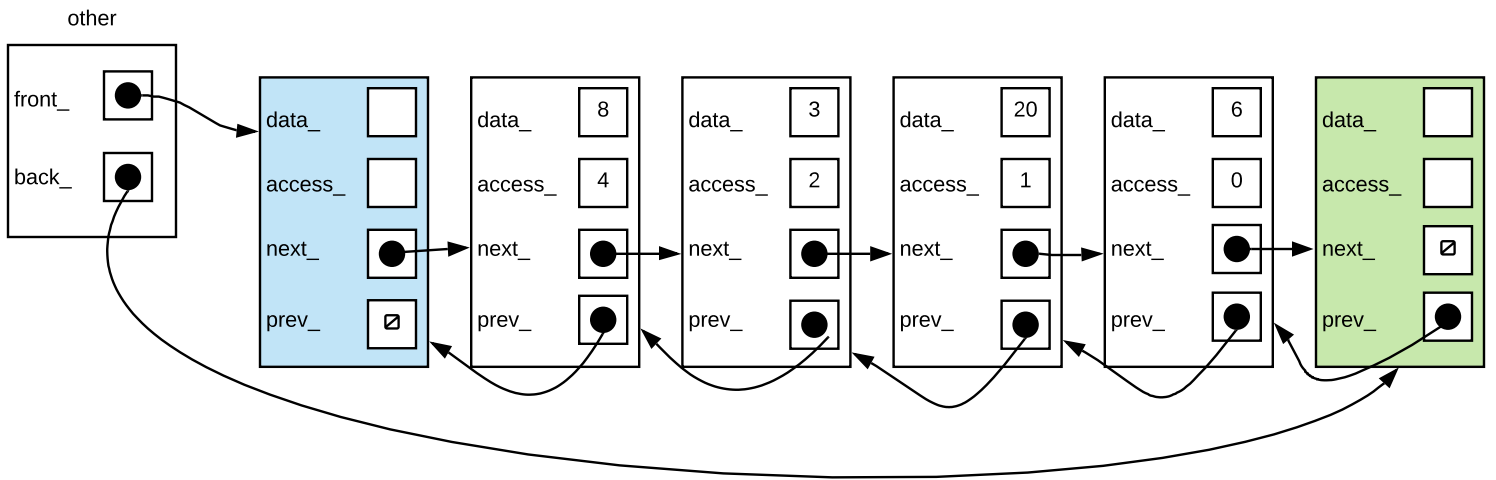 other
front_
back_
data_
access_
next_
prev_
data_ 8
access_ 4
next_
prev_
data_ 3
access_ 2
next_
prev_
data_ 20
access_ 1
next_
prev_
data_ 6
access_ 0
next_
prev_
data_
access_
next_
prev_